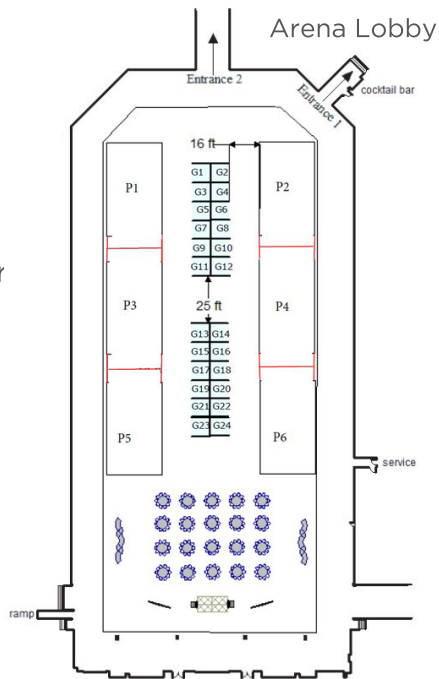 Arena Lobby
Entrance 2
Entrance 1
cocktail bar
16 ft
P1
P2
G1 G2
G3 G4
G5 G6
G7 G8
G9 G10
G11 G12
P3
25 ft
P4
G13 G14
G15 G16
G17 G18
G19 G20
G21 G22
G23 G24
P5
P6
service
ramp